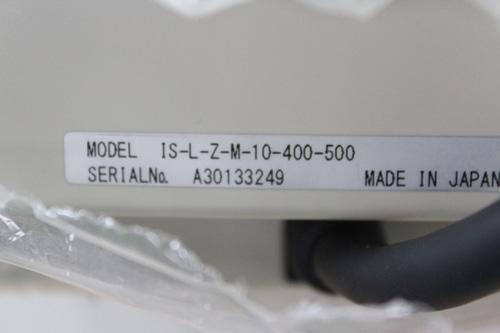 MODEL IS-L-Z-M-10-400-500
SERIALNo. A30133249 MADE IN JAPAN